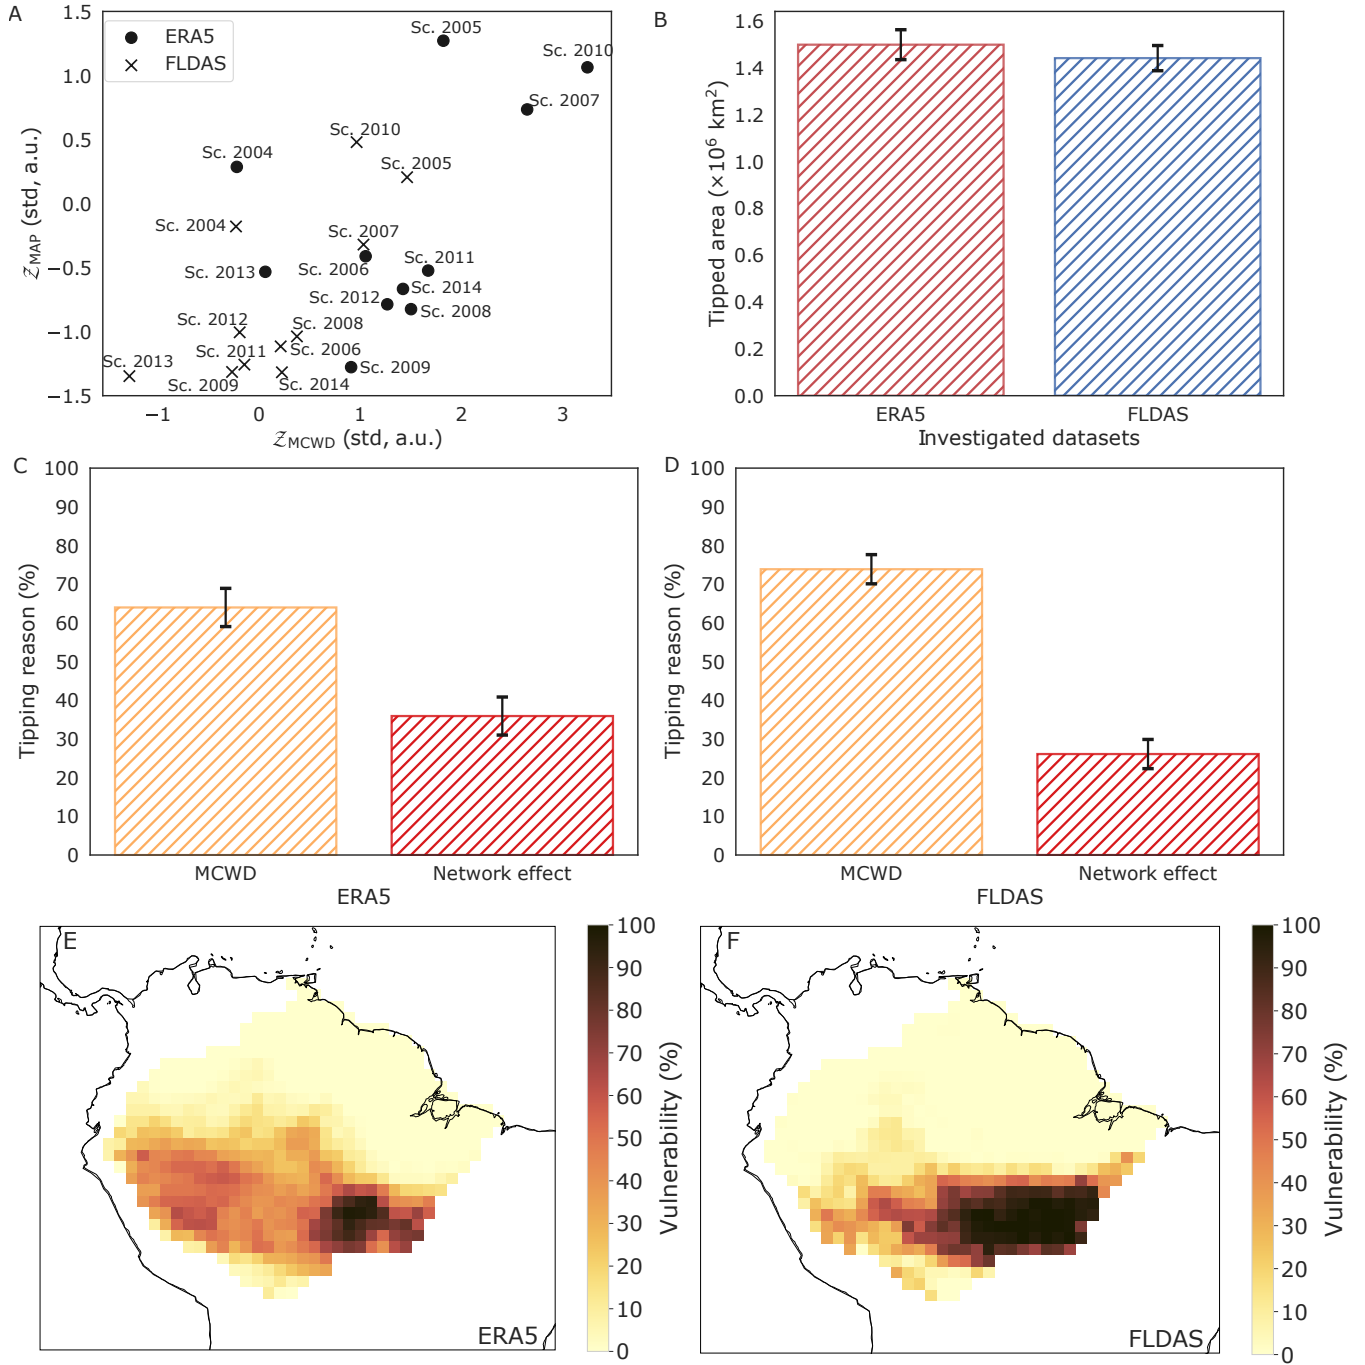 A
1.5
1.0
0.5
0.0
−0.5
−1.0
−1.5
ERA5
FLDAS
Sc. 2005
Sc. 2010
Sc. 2007
Sc. 2010
Sc. 2004
Sc. 2005
Sc. 2004
Sc. 2007
Sc. 2013
Sc. 2006
Sc. 2011
Sc. 2012
Sc. 2014
Sc. 2008
Sc. 2012
Sc. 2008
Sc. 2011
Sc. 2006
Sc. 2013
Sc. 2009
Sc. 2009
Sc. 2014
−1 0 1 2 3
𝒵MAP (std, a.u.)
𝒵MCWD (std, a.u.)
B
1.6
1.4
1.2
1.0
0.8
0.6
0.4
0.2
0.0
Tipped area (×10⁶ km²)
ERA5 FLDAS
Investigated datasets
C
100
90
80
70
60
50
40
30
20
10
0
Tipping reason (%)
MCWD Network effect
ERA5
D
100
90
80
70
60
50
40
30
20
10
0
Tipping reason (%)
MCWD Network effect
FLDAS
E
ERA5
100
90
80
70
60
50
40
30
20
10
0
Vulnerability (%)
F
FLDAS
100
90
80
70
60
50
40
30
20
10
0
Vulnerability (%)